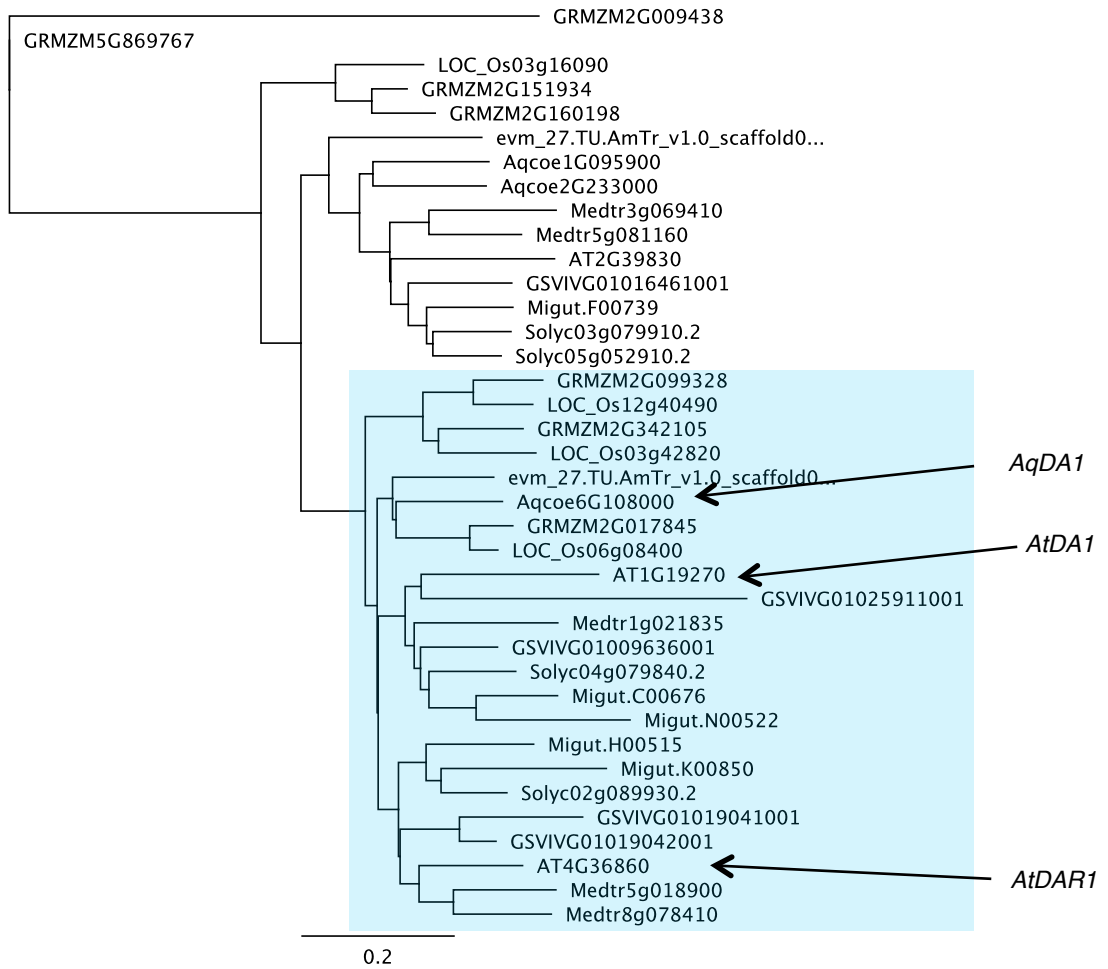 GRMZM2G009438
GRMZM5G869767
LOC_Os03g16090
GRMZM2G151934
GRMZM2G160198
evm_27.TU.AmTr_v1.0_scaffold0...
Aqcoe1G095900
Aqcoe2G233000
Medtr3g069410
Medtr5g081160
AT2G39830
GSVIVG01016461001
Migut.F00739
Solyc03g079910.2
Solyc05g052910.2
GRMZM2G099328
LOC_Os12g40490
GRMZM2G342105
LOC_Os03g42820
AqDA1
evm_27.TU.AmTr_v1.0_scaffold0...
Aqcoe6G108000
GRMZM2G017845
AtDA1
LOC_Os06g08400
AT1G19270
GSVIVG01025911001
Medtr1g021835
GSVIVG01009636001
Solyc04g079840.2
Migut.C00676
Migut.N00522
Migut.H00515
Migut.K00850
Solyc02g089930.2
GSVIVG01019041001
GSVIVG01019042001
AT4G36860
AtDAR1
Medtr5g018900
Medtr8g078410
0.2